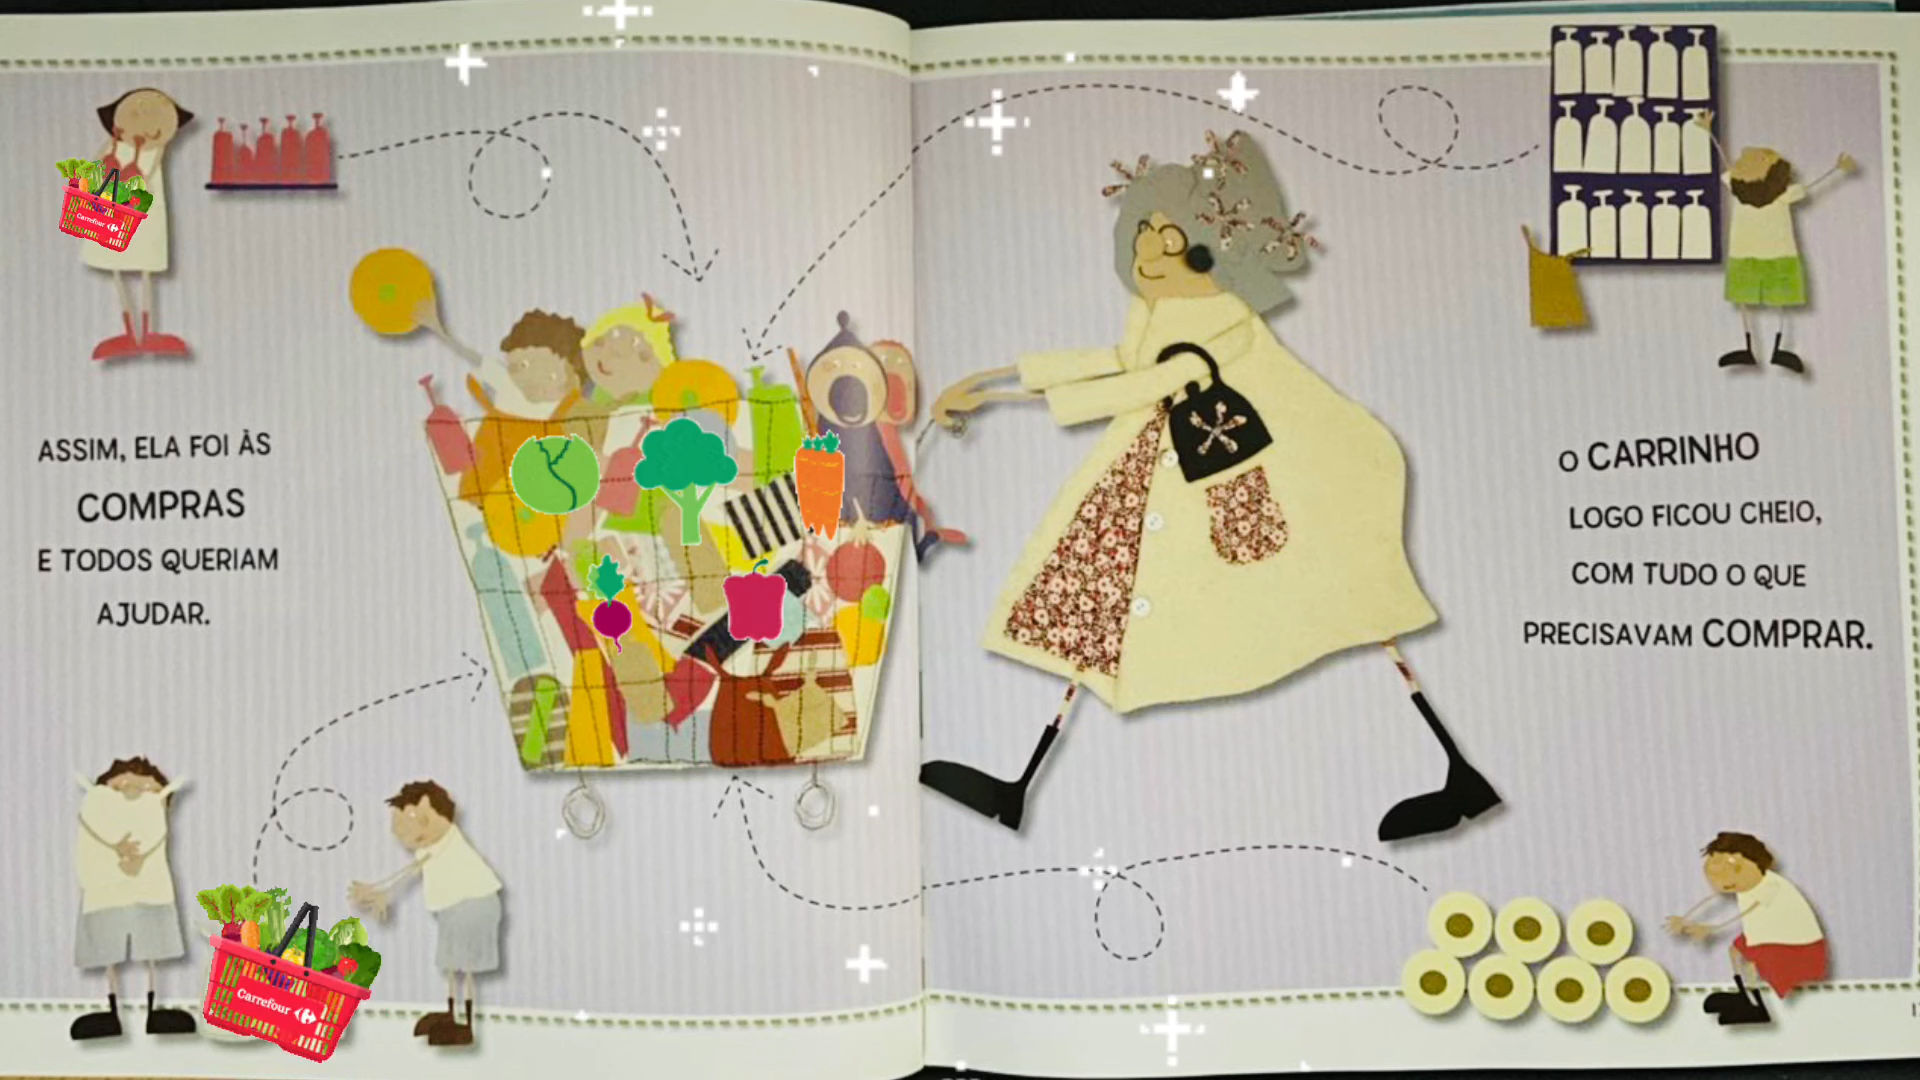 ASSIM, ELA FOI ÀS
COMPRAS
E TODOS QUERIAM
AJUDAR.
O CARRINHO
LOGO FICOU CHEIO,
COM TUDO O QUE
PRECISAVAM COMPRAR.
Carrefour
Carrefour